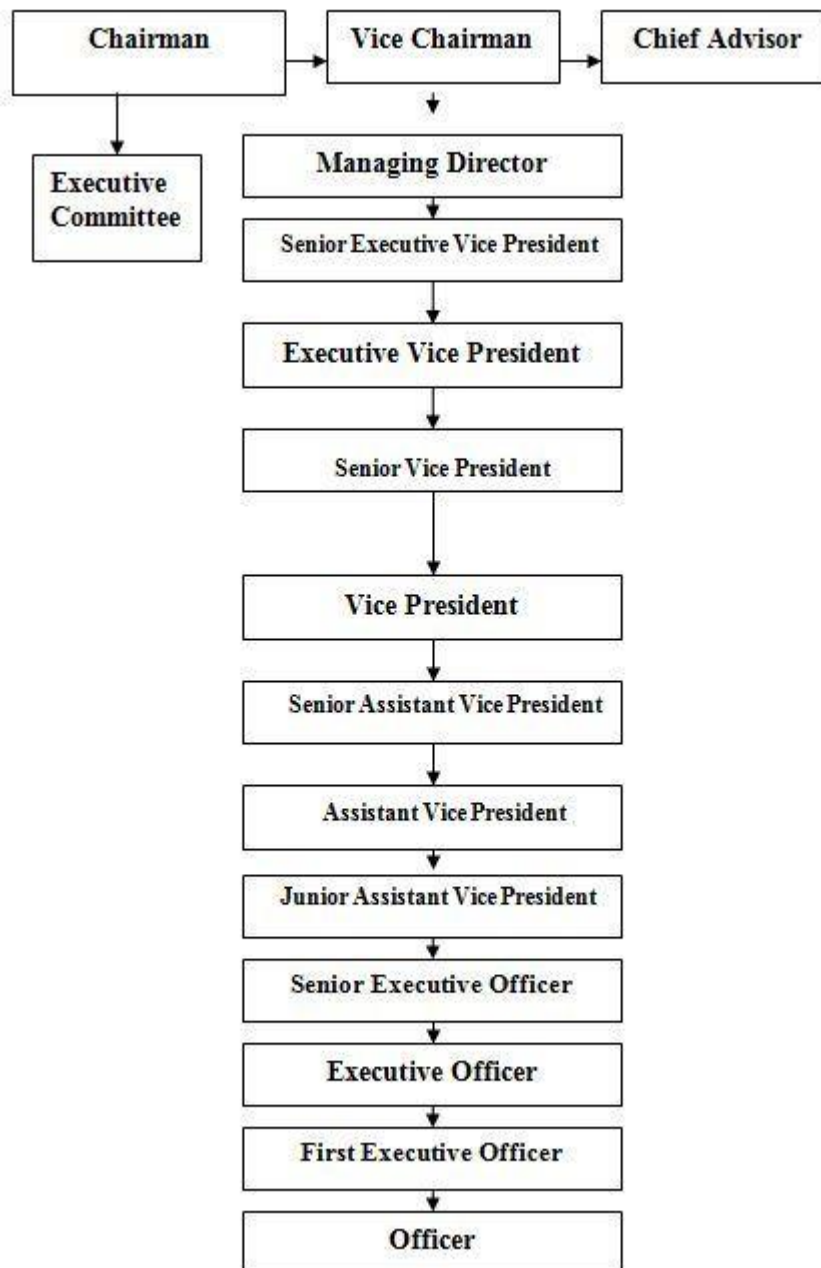 Chairman
Vice Chairman
Chief Advisor
Executive
Committee
Managing Director
Senior Executive Vice President
Executive Vice President
Senior Vice President
Vice President
Senior Assistant Vice President
Assistant Vice President
Junior Assistant Vice President
Senior Executive Officer
Executive Officer
First Executive Officer
Officer